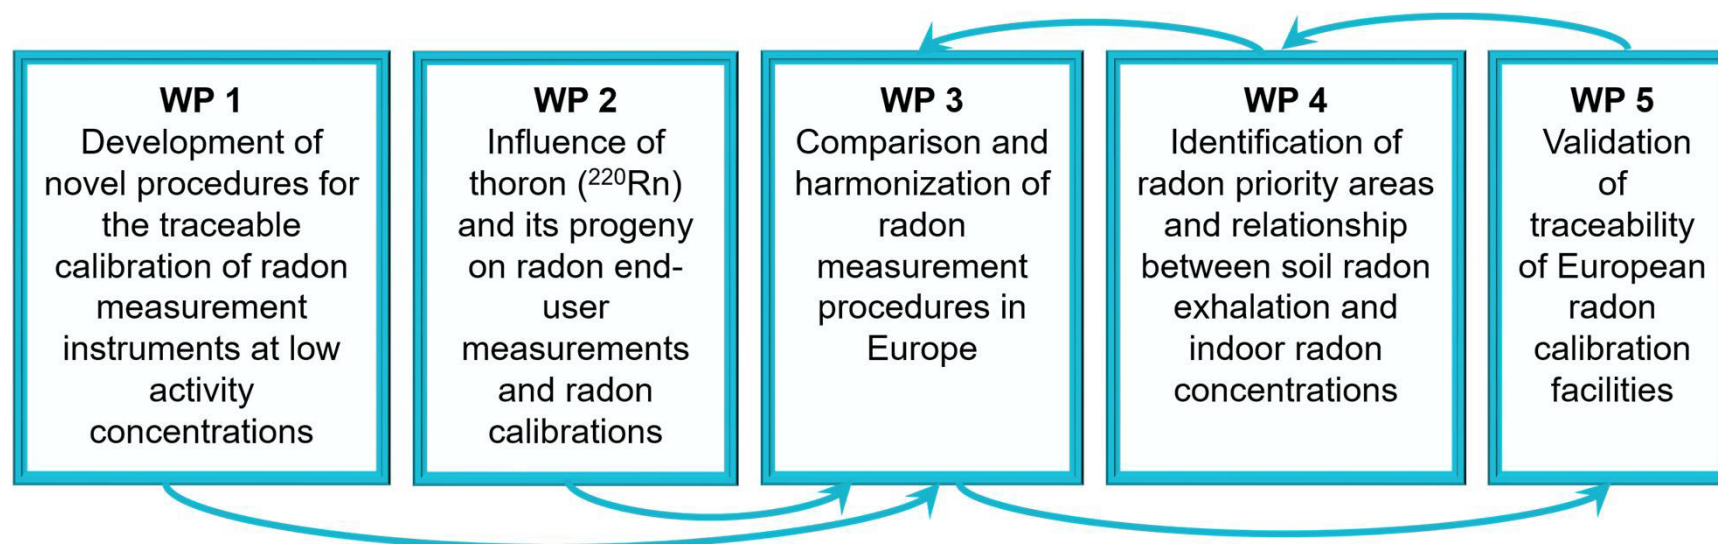 WP 1
Development of
novel procedures for
the traceable
calibration of radon
measurement
instruments at low
activity
concentrations
WP 2
Influence of
thoron (²²⁰Rn)
and its progeny
on radon end-
user
measurements
and radon
calibrations
WP 3
Comparison and
harmonization of
radon
measurement
procedures in
Europe
WP 4
Identification of
radon priority areas
and relationship
between soil radon
exhalation and
indoor radon
concentrations
WP 5
Validation
of
traceability
of European
radon
calibration
facilities